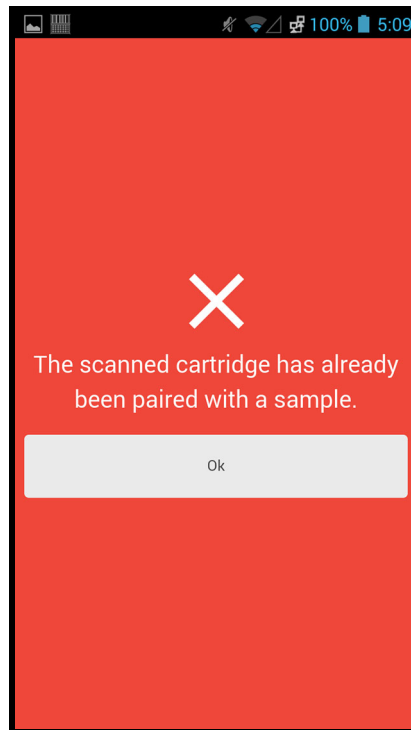 100% 5:09
The scanned cartridge has already
been paired with a sample.
Ok